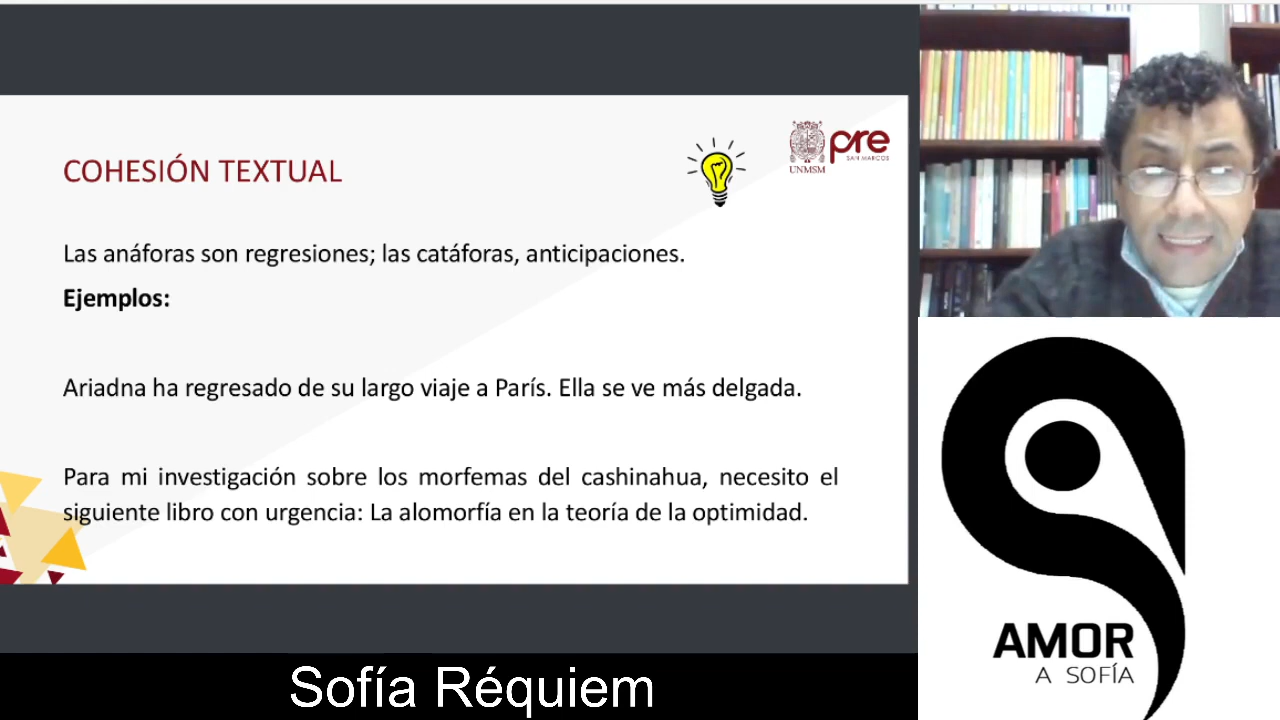 COHESIÓN TEXTUAL
UNMSM
pre
SAN MARCOS
Las anáforas son regresiones; las catáforas, anticipaciones.
Ejemplos:
Ariadna ha regresado de su largo viaje a París. Ella se ve más delgada.
Para mi investigación sobre los morfemas del cashinahua, necesito el
siguiente libro con urgencia: La alomorfía en la teoría de la optimidad.
AMOR
A SOFÍA
Sofía Réquiem